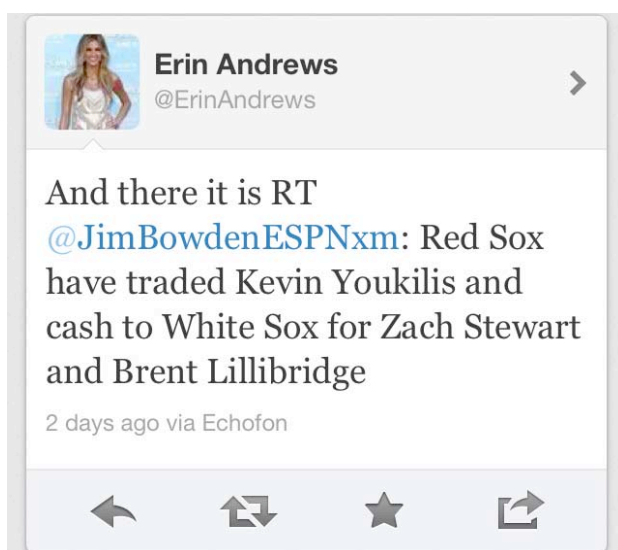 Erin Andrews
@ErinAndrews
And there it is RT
@JimBowdenESPNxm: Red Sox
have traded Kevin Youkilis and
cash to White Sox for Zach Stewart
and Brent Lillibridge
2 days ago via Echofon